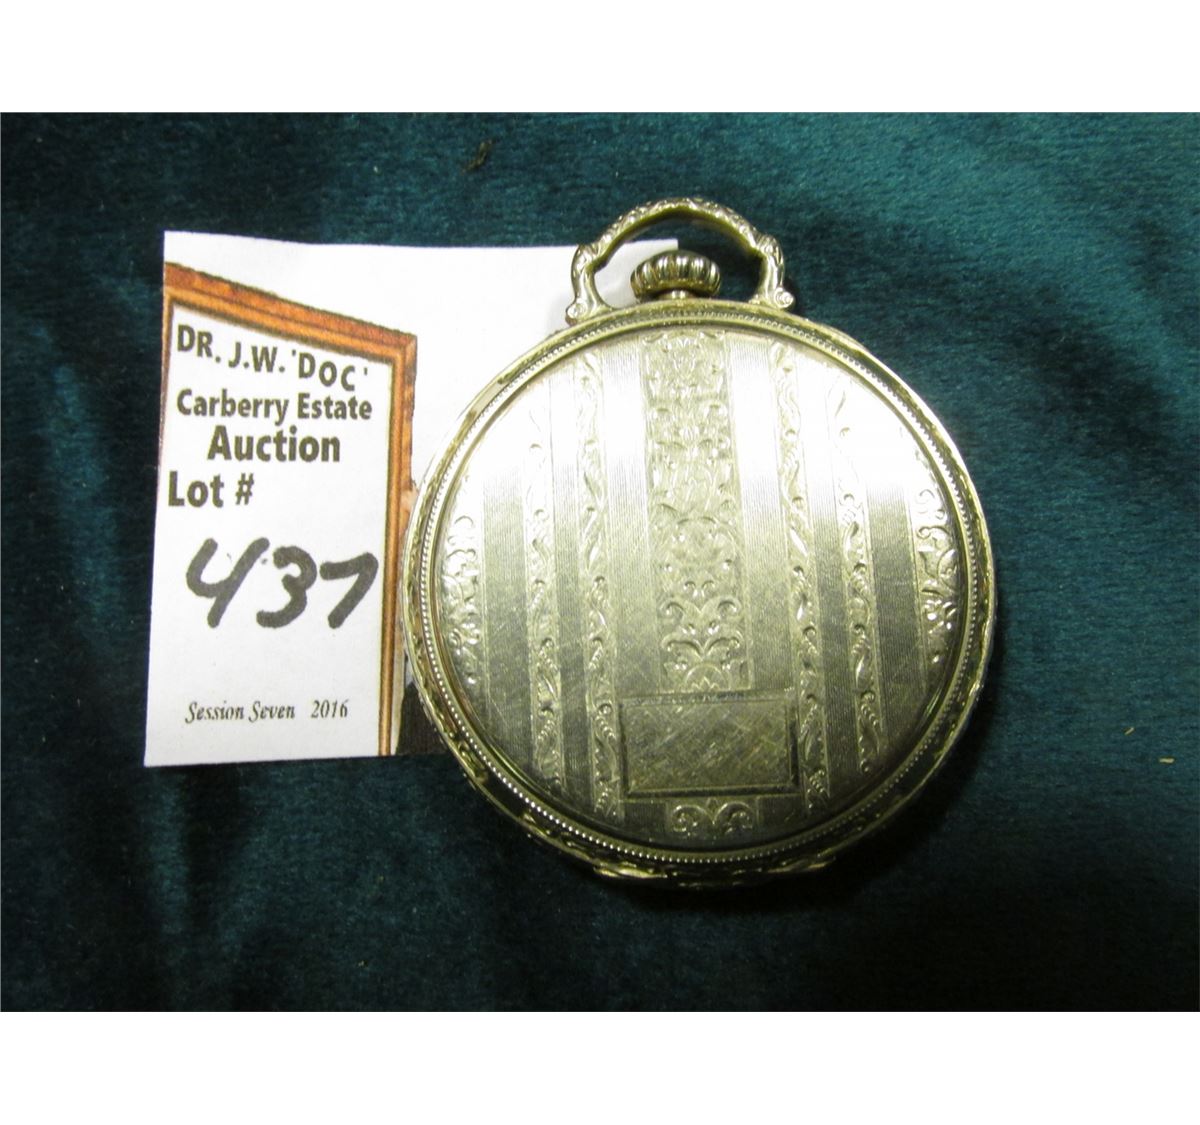 DR. J.W. 'DOC'
Carberry Estate
Auction
Lot #
437
Session Seven 2016